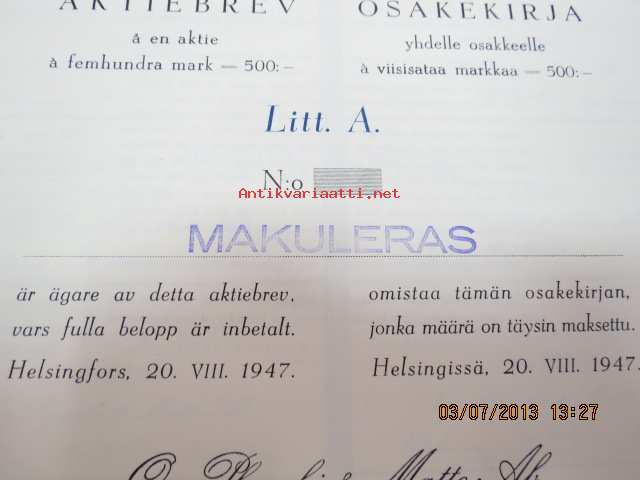 AKTIEBREV
à en aktie
à femhundra mark — 500:—
OSAKEKIRJA
yhdelle osakkeelle
à viisisataa markkaa — 500:—
Litt. A.
N:o
Antikvariaatti.net
MAKULERAS
är ägare av detta aktiebrev,
vars fulla belopp är inbetalt.
Helsingfors, 20. VIII. 1947.
omistaa tämän osakekirjan,
jonka määrä on täysin maksettu.
Helsingissä, 20. VIII. 1947.
03/07/2013 13:27